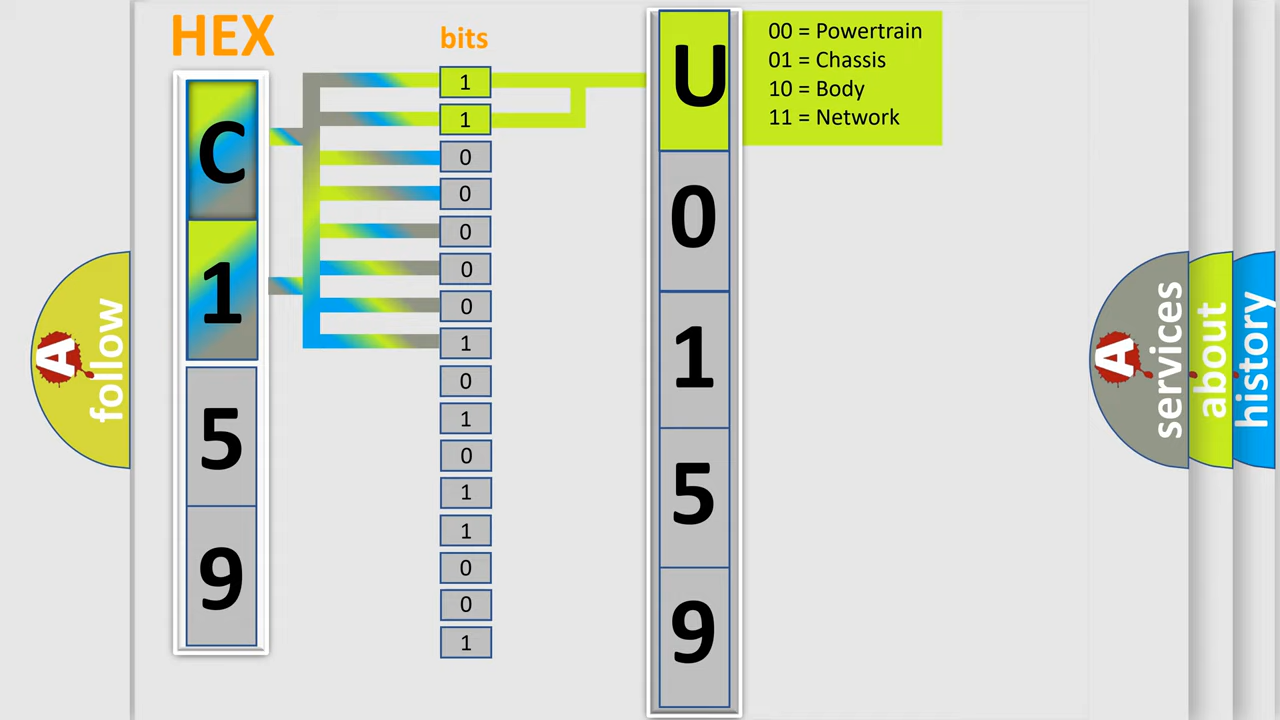 HEX
bits
C
1
5
9
1
1
0
0
0
0
0
1
0
1
0
1
1
0
0
1
U
0
1
5
9
00 = Powertrain
01 = Chassis
10 = Body
11 = Network
A
follow
A
services
about
history